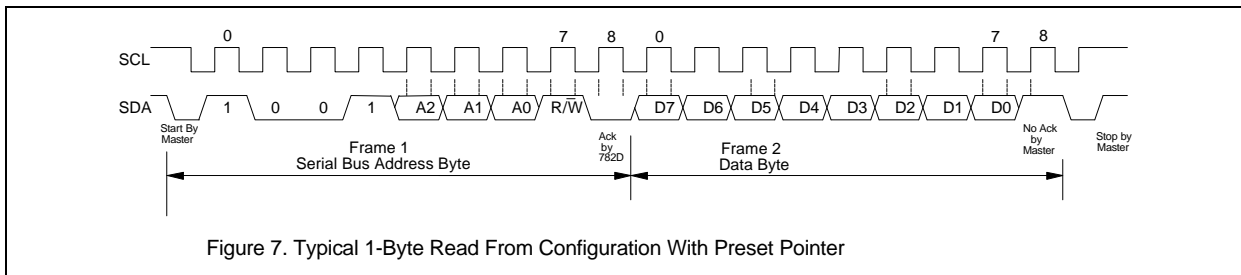 0 7 8 0 7 8
SCL
SDA 1 0 0 1 A2 A1 A0 R/W̅ D7 D6 D5 D4 D3 D2 D1 D0
Start By
Master
Ack
by
782D
No Ack
by
Master
Stop by
Master
Frame 1
Serial Bus Address Byte
Frame 2
Data Byte
Figure 7. Typical 1-Byte Read From Configuration With Preset Pointer